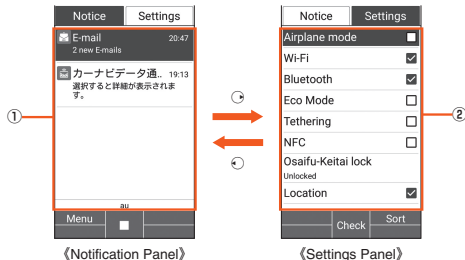 Notice Settings
E-mail 20:47
2 new E-mails
カーナビデータ通.. 19:13
選択すると詳細が表示されま
す。
au
Menu
《Notification Panel》
①
Notice Settings
Airplane mode
Wi-Fi
Bluetooth
Eco Mode
Tethering
NFC
Osaifu-Keitai lock
Unlocked
Location
Check Sort
《Settings Panel》
②